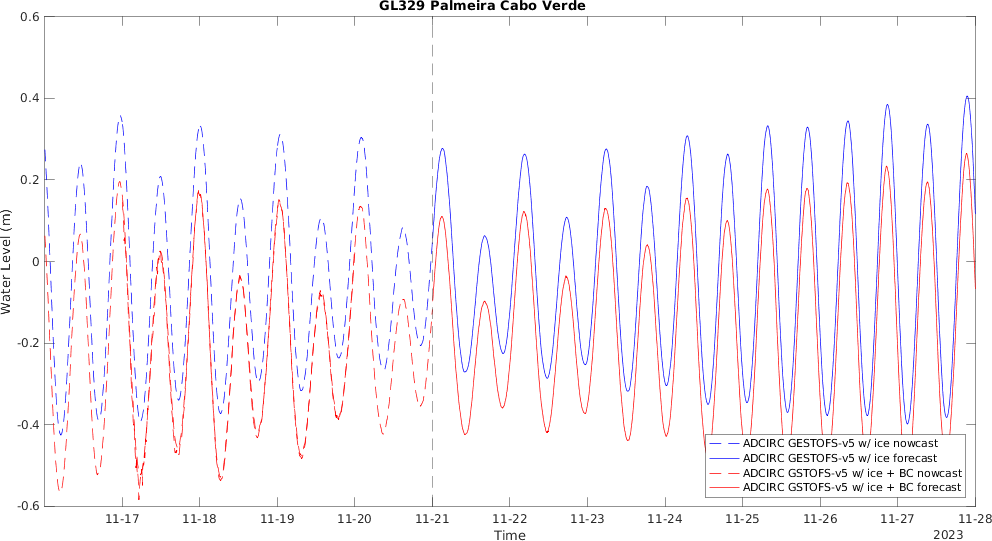 GL329 Palmeira Cabo Verde
Water Level (m)
0.6
0.4
0.2
0
-0.2
-0.4
-0.6
ADCIRC GESTOFS-v5 w/ ice nowcast
ADCIRC GESTOFS-v5 w/ ice forecast
ADCIRC GSTOFS-v5 w/ ice + BC nowcast
ADCIRC GSTOFS-v5 w/ ice + BC forecast
11-17 11-18 11-19 11-20 11-21 11-22 11-23 11-24 11-25 11-26 11-27 11-28
Time
2023